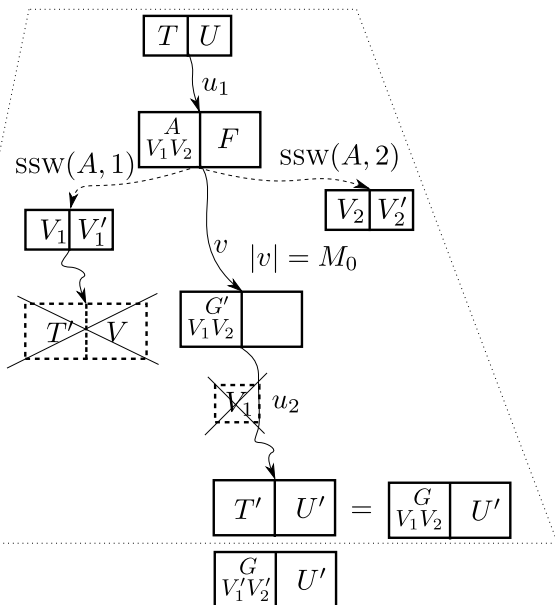 T U
u₁
A
V₁V₂ F
ssw(A, 1) ssw(A, 2)
V₁ V₁′ V₂ V₂′
v |v| = M₀
G′
V₁V₂
T′ V
V₁ u₂
T′ U′ = G
V₁V₂ U′
G
V₁′V₂′ U′